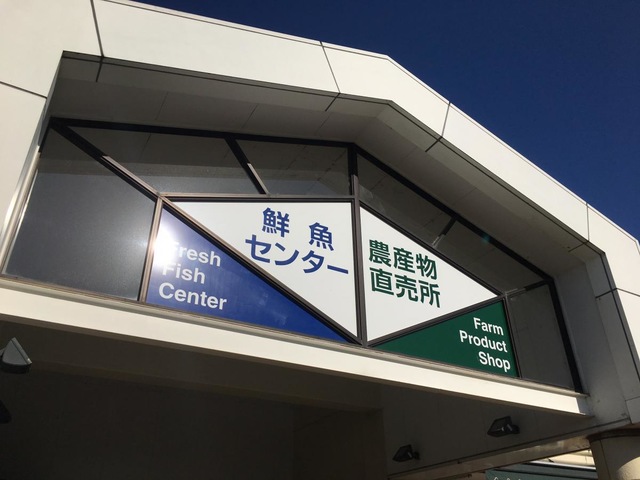 鮮魚
センター
Fresh
Fish
Center
農産物
直売所
Farm
Product
Shop